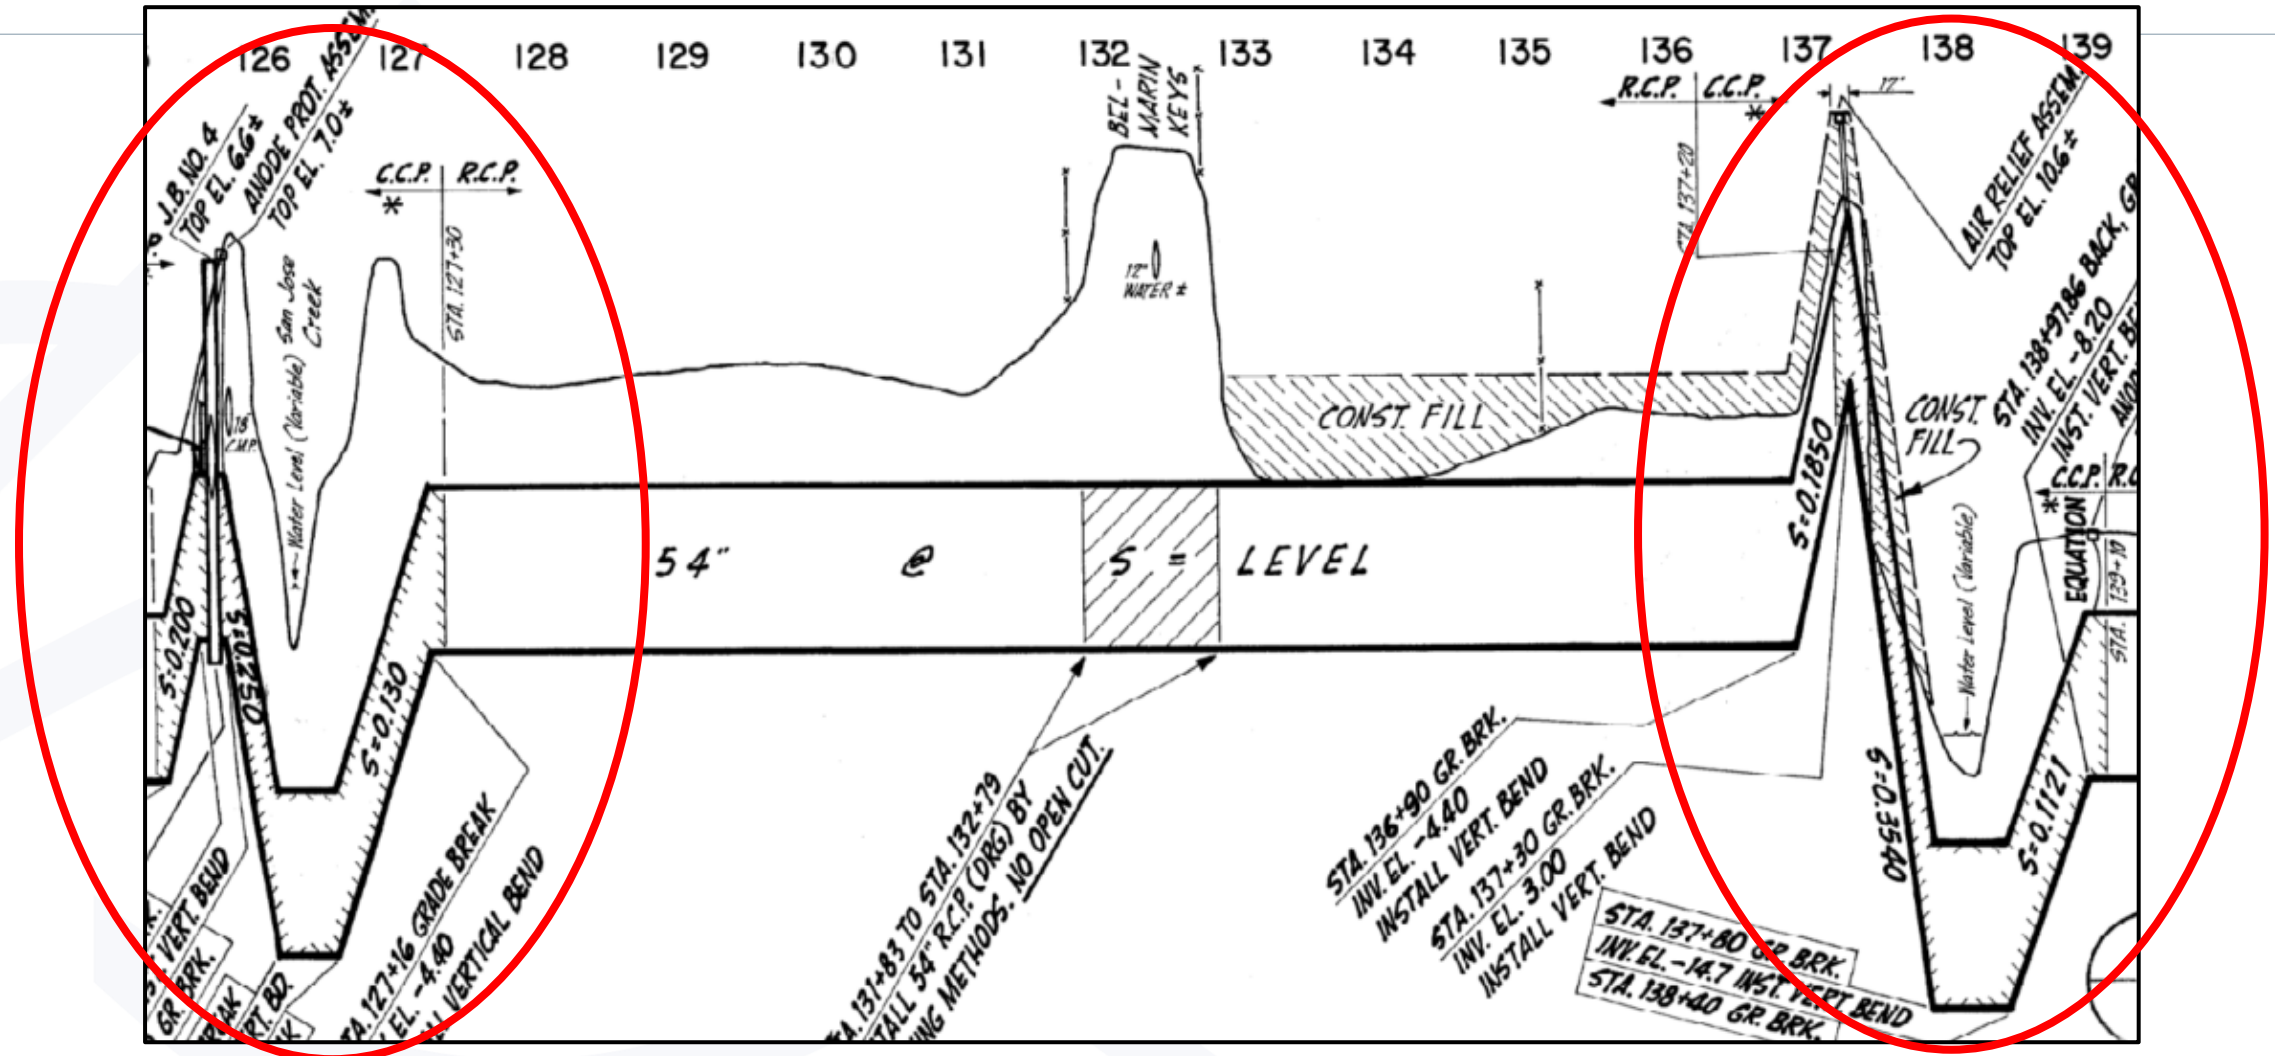 126 127 128 129 130 131 132 133 134 135 136 137 138 139
J.B. NO. 4
TOP EL. 6.6±
ANODE PROT. ASSEM.
TOP EL. 7.0±
C.C.P. R.C.P.
*
STA. 127+30
San Jose
Creek
Water Level (Variable)
18"
C.M.P.
BEL-
MARIN
KEYS
12"
WATER ±
R.C.P. C.C.P.
*
STA. 137+20
17"
AIR RELIEF ASSEM.
TOP EL. 10.6±
STA. 138+97.86 BACK,
INV. EL. -8.20
INST. VERT.
CONST. FILL
CONST.
FILL
C.C.P.
*
EQUATION
STA. 139+10
Water Level (Variable)
S=0.200
S=0.250
S=0.130
54" @ S = LEVEL
S=0.1850
S=0.3540
S=0.1121
VERT. BEND
GR. BRK.
127+16 GRADE BREAK
EL. -4.40
VERTICAL BEND
131+83 TO STA. 132+79
54" R.C.P. (DRG) BY
METHODS. NO OPEN CUT.
STA. 136+90 GR. BRK.
INV. EL. -4.40
INSTALL VERT. BEND
STA. 137+30 GR. BRK.
INV. EL. 3.00
INSTALL VERT. BEND
STA. 137+80 GR. BRK.
INV. EL. -14.7 INST. VERT. BEND
STA. 138+40 GR. BRK.